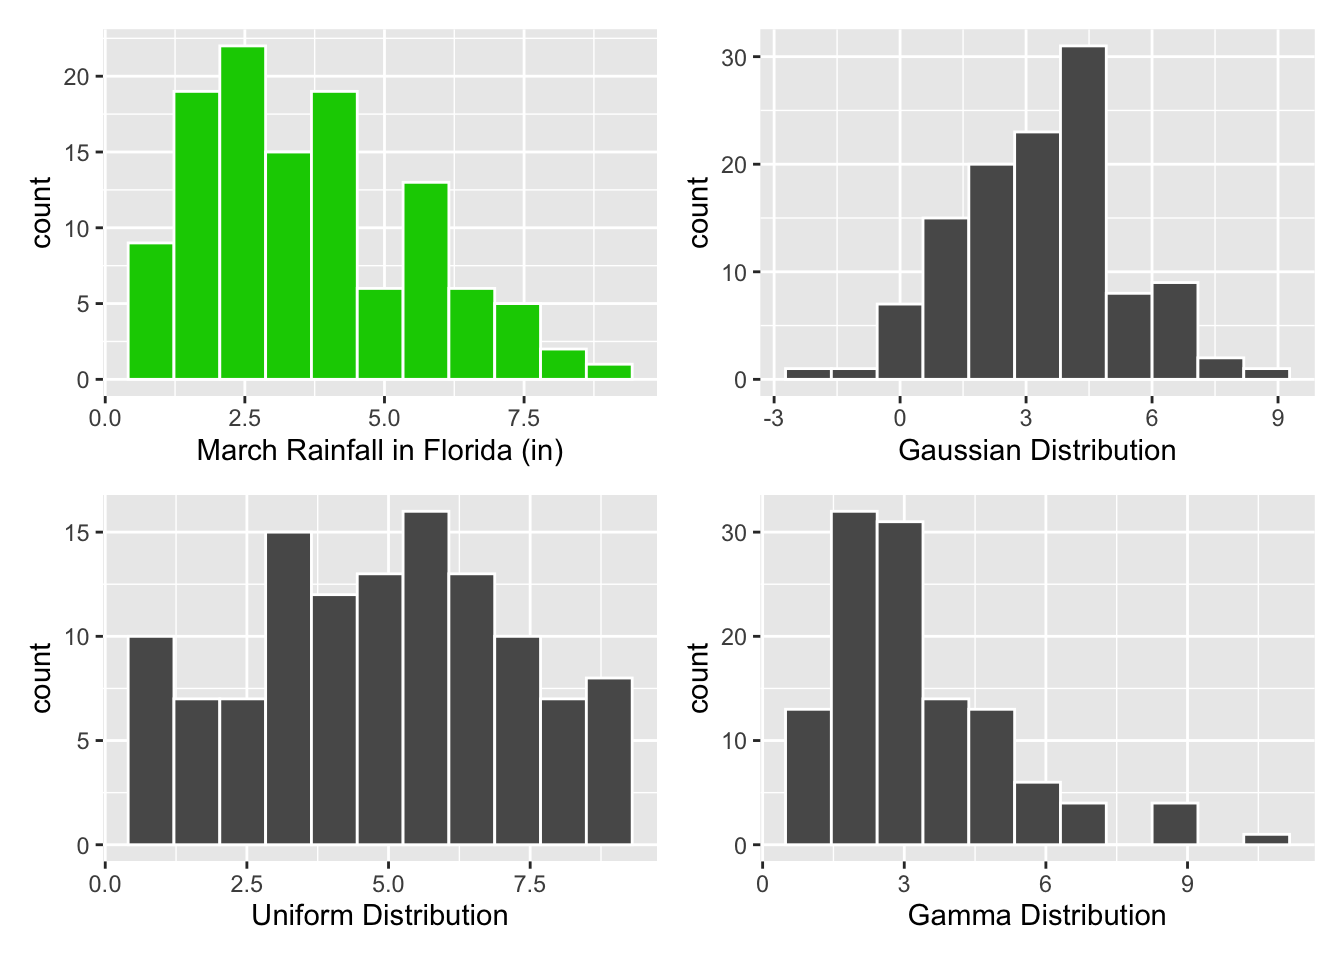 count
20
15
10
5
0
0.0 2.5 5.0 7.5
March Rainfall in Florida (in)
count
30
20
10
0
-3 0 3 6 9
Gaussian Distribution
count
15
10
5
0
0.0 2.5 5.0 7.5
Uniform Distribution
count
30
20
10
0
0 3 6 9
Gamma Distribution